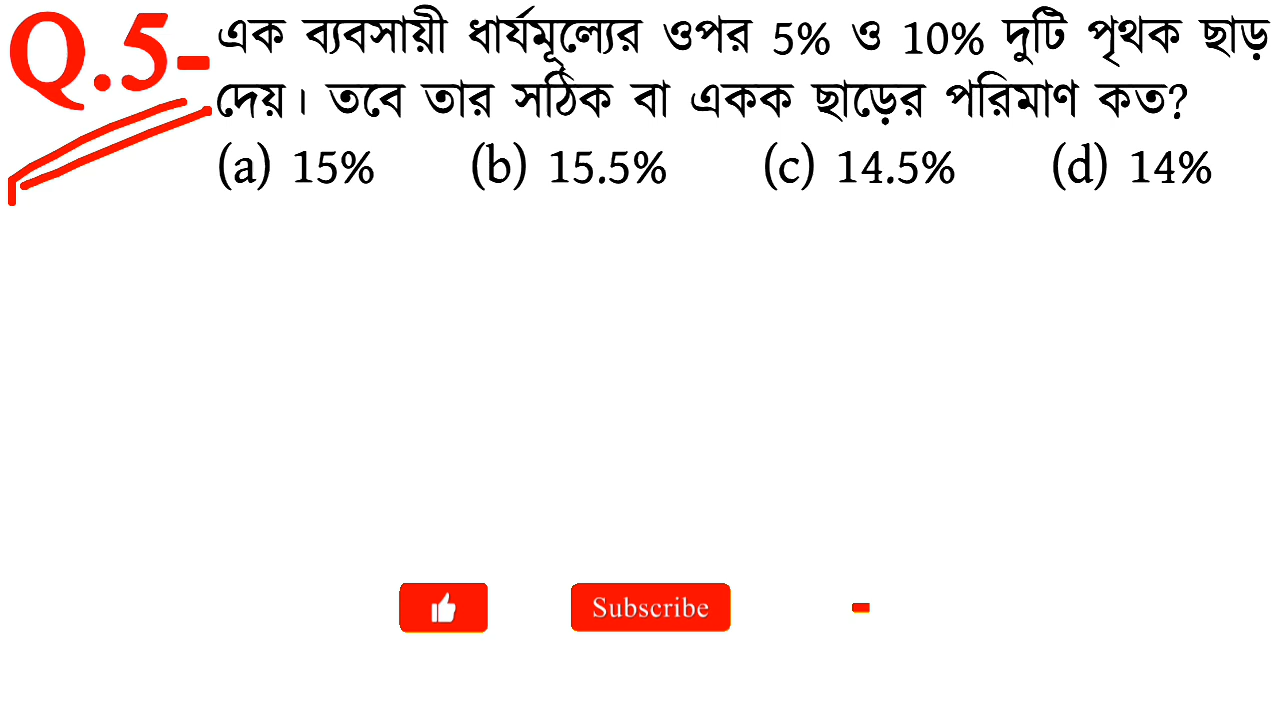 Q.5- এক ব্যবসায়ী ধার্যমূল্যের ওপর 5% ও 10% দুটি পৃথক ছাড়
দেয়। তবে তার সঠিক বা একক ছাড়ের পরিমাণ কত?
(a) 15% (b) 15.5% (c) 14.5% (d) 14%
Subscribe